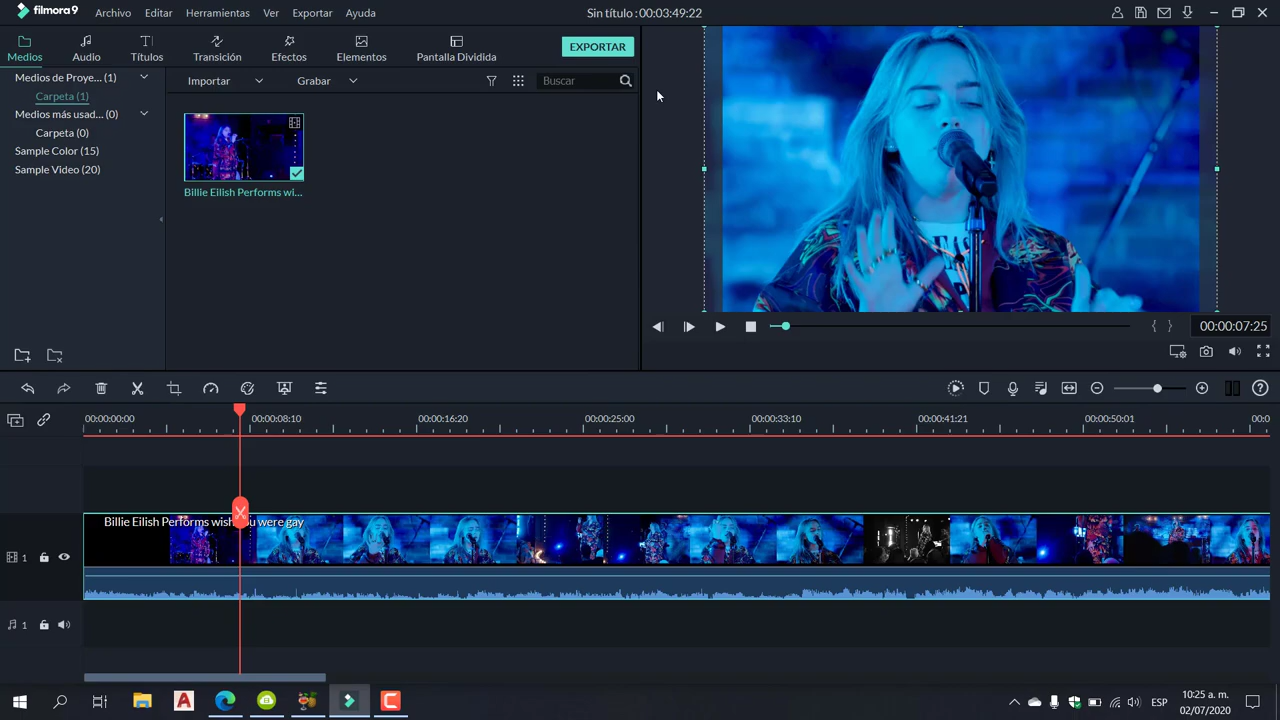 filmora9 Archivo Editar Herramientas Ver Exportar Ayuda Sin título : 00:03:49:22
Medios Audio Títulos Transición Efectos Elementos Pantalla Dividida EXPORTAR
Medios de Proye... (1) Importar Grabar Buscar
Carpeta (1)
Medios más usad... (0)
Carpeta (0)
Sample Color (15)
Sample Video (20)
Billie Eilish Performs wi...
{ } 00:00:07:25
00:00:00:00 00:00:08:10 00:00:16:20 00:00:25:00 00:00:33:10 00:00:41:21 00:00:50:01 00:0
Billie Eilish Performs wish you were gay
1
1
ESP 10:25 a. m.
02/07/2020